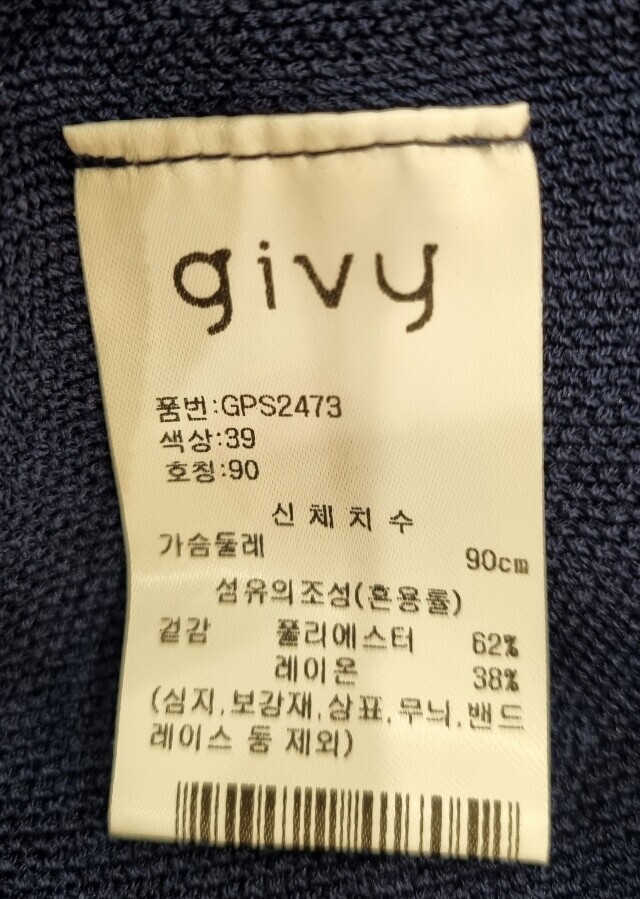 givy
품번:GPS2473
색상:39
호칭:90
신체치수
가슴둘레 90cm
섬유의조성(혼용률)
겉감 폴리에스터 62%
레이온 38%
(심지,보강재,상표,무늬,밴드
레이스 등 제외)